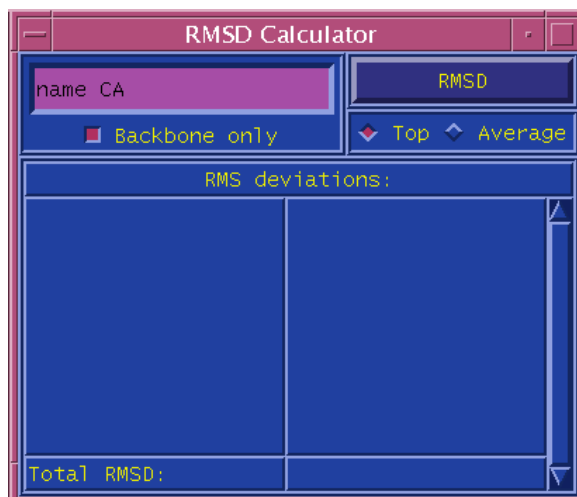 RMSD Calculator
name CA
RMSD
Backbone only
Top Average
RMS deviations:
Total RMSD: